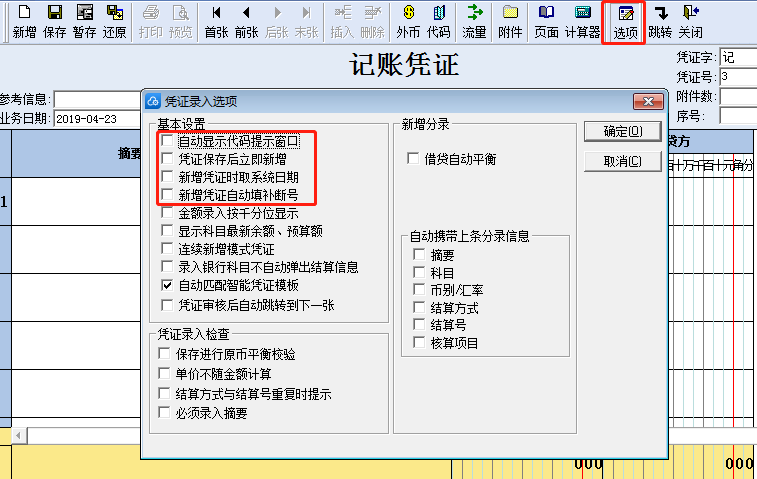 新增 保存 暂存 还原 打印 预览 首张 前张 后张 末张 插入 删除 外币 代码 流量 附件 页面 计算器 选项 跳转 关闭
记账凭证
凭证字: 记
凭证号: 3
附件数:
序号:
参考信息:
业务日期: 2019-04-23
摘要
贷方
百十万千百十元角分
1
凭证录入选项
基本设置
自动显示代码提示窗口
凭证保存后立即新增
新增凭证时取系统日期
新增凭证自动填补断号
金额录入按千分位显示
显示科目最新余额、预算额
连续新增模式凭证
录入银行科目不自动弹出结算信息
自动匹配智能凭证模板
凭证审核后自动跳转到下一张
凭证录入检查
保存进行原币平衡校验
单价不随金额计算
结算方式与结算号重复时提示
必须录入摘要
新增分录
借贷自动平衡
自动携带上条分录信息
摘要
科目
币别/汇率
结算方式
结算号
核算项目
确定(O)
取消(C)
000
000